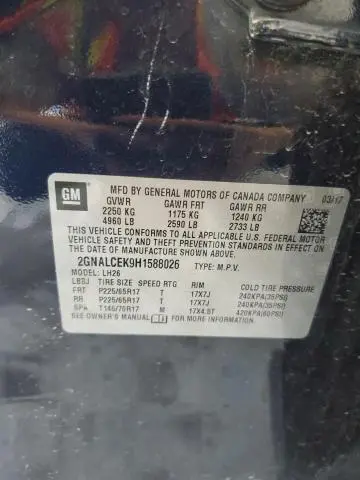 GM
MFD BY GENERAL MOTORS OF CANADA COMPANY 03/17
GVWR GAWR FRT GAWR RR
2250 KG 1175 KG 1240 KG
4960 LB 2590 LB 2733 LB
THIS VEHICLE CONFORMS TO ALL APPLICABLE U.S. FEDERAL MOTOR
VEHICLE SAFETY AND THEFT PREVENTION STANDARDS IN EFFECT ON
THE DATE OF MANUFACTURE SHOWN ABOVE.
2GNALCEK9H1588026 TYPE: M.P.V.
MODEL: LH26
TIRE SIZE SPEED RTG RIM COLD TIRE PRESSURE
FRT P225/65R17 T 17X7J 240KPA(35PSI)
RR P225/65R17 T 17X7J 240KPA(35PSI)
SPA T145/70R17 M 17X4.5T 420KPA(60PSI)
SEE OWNER'S MANUAL FOR MORE INFORMATION.